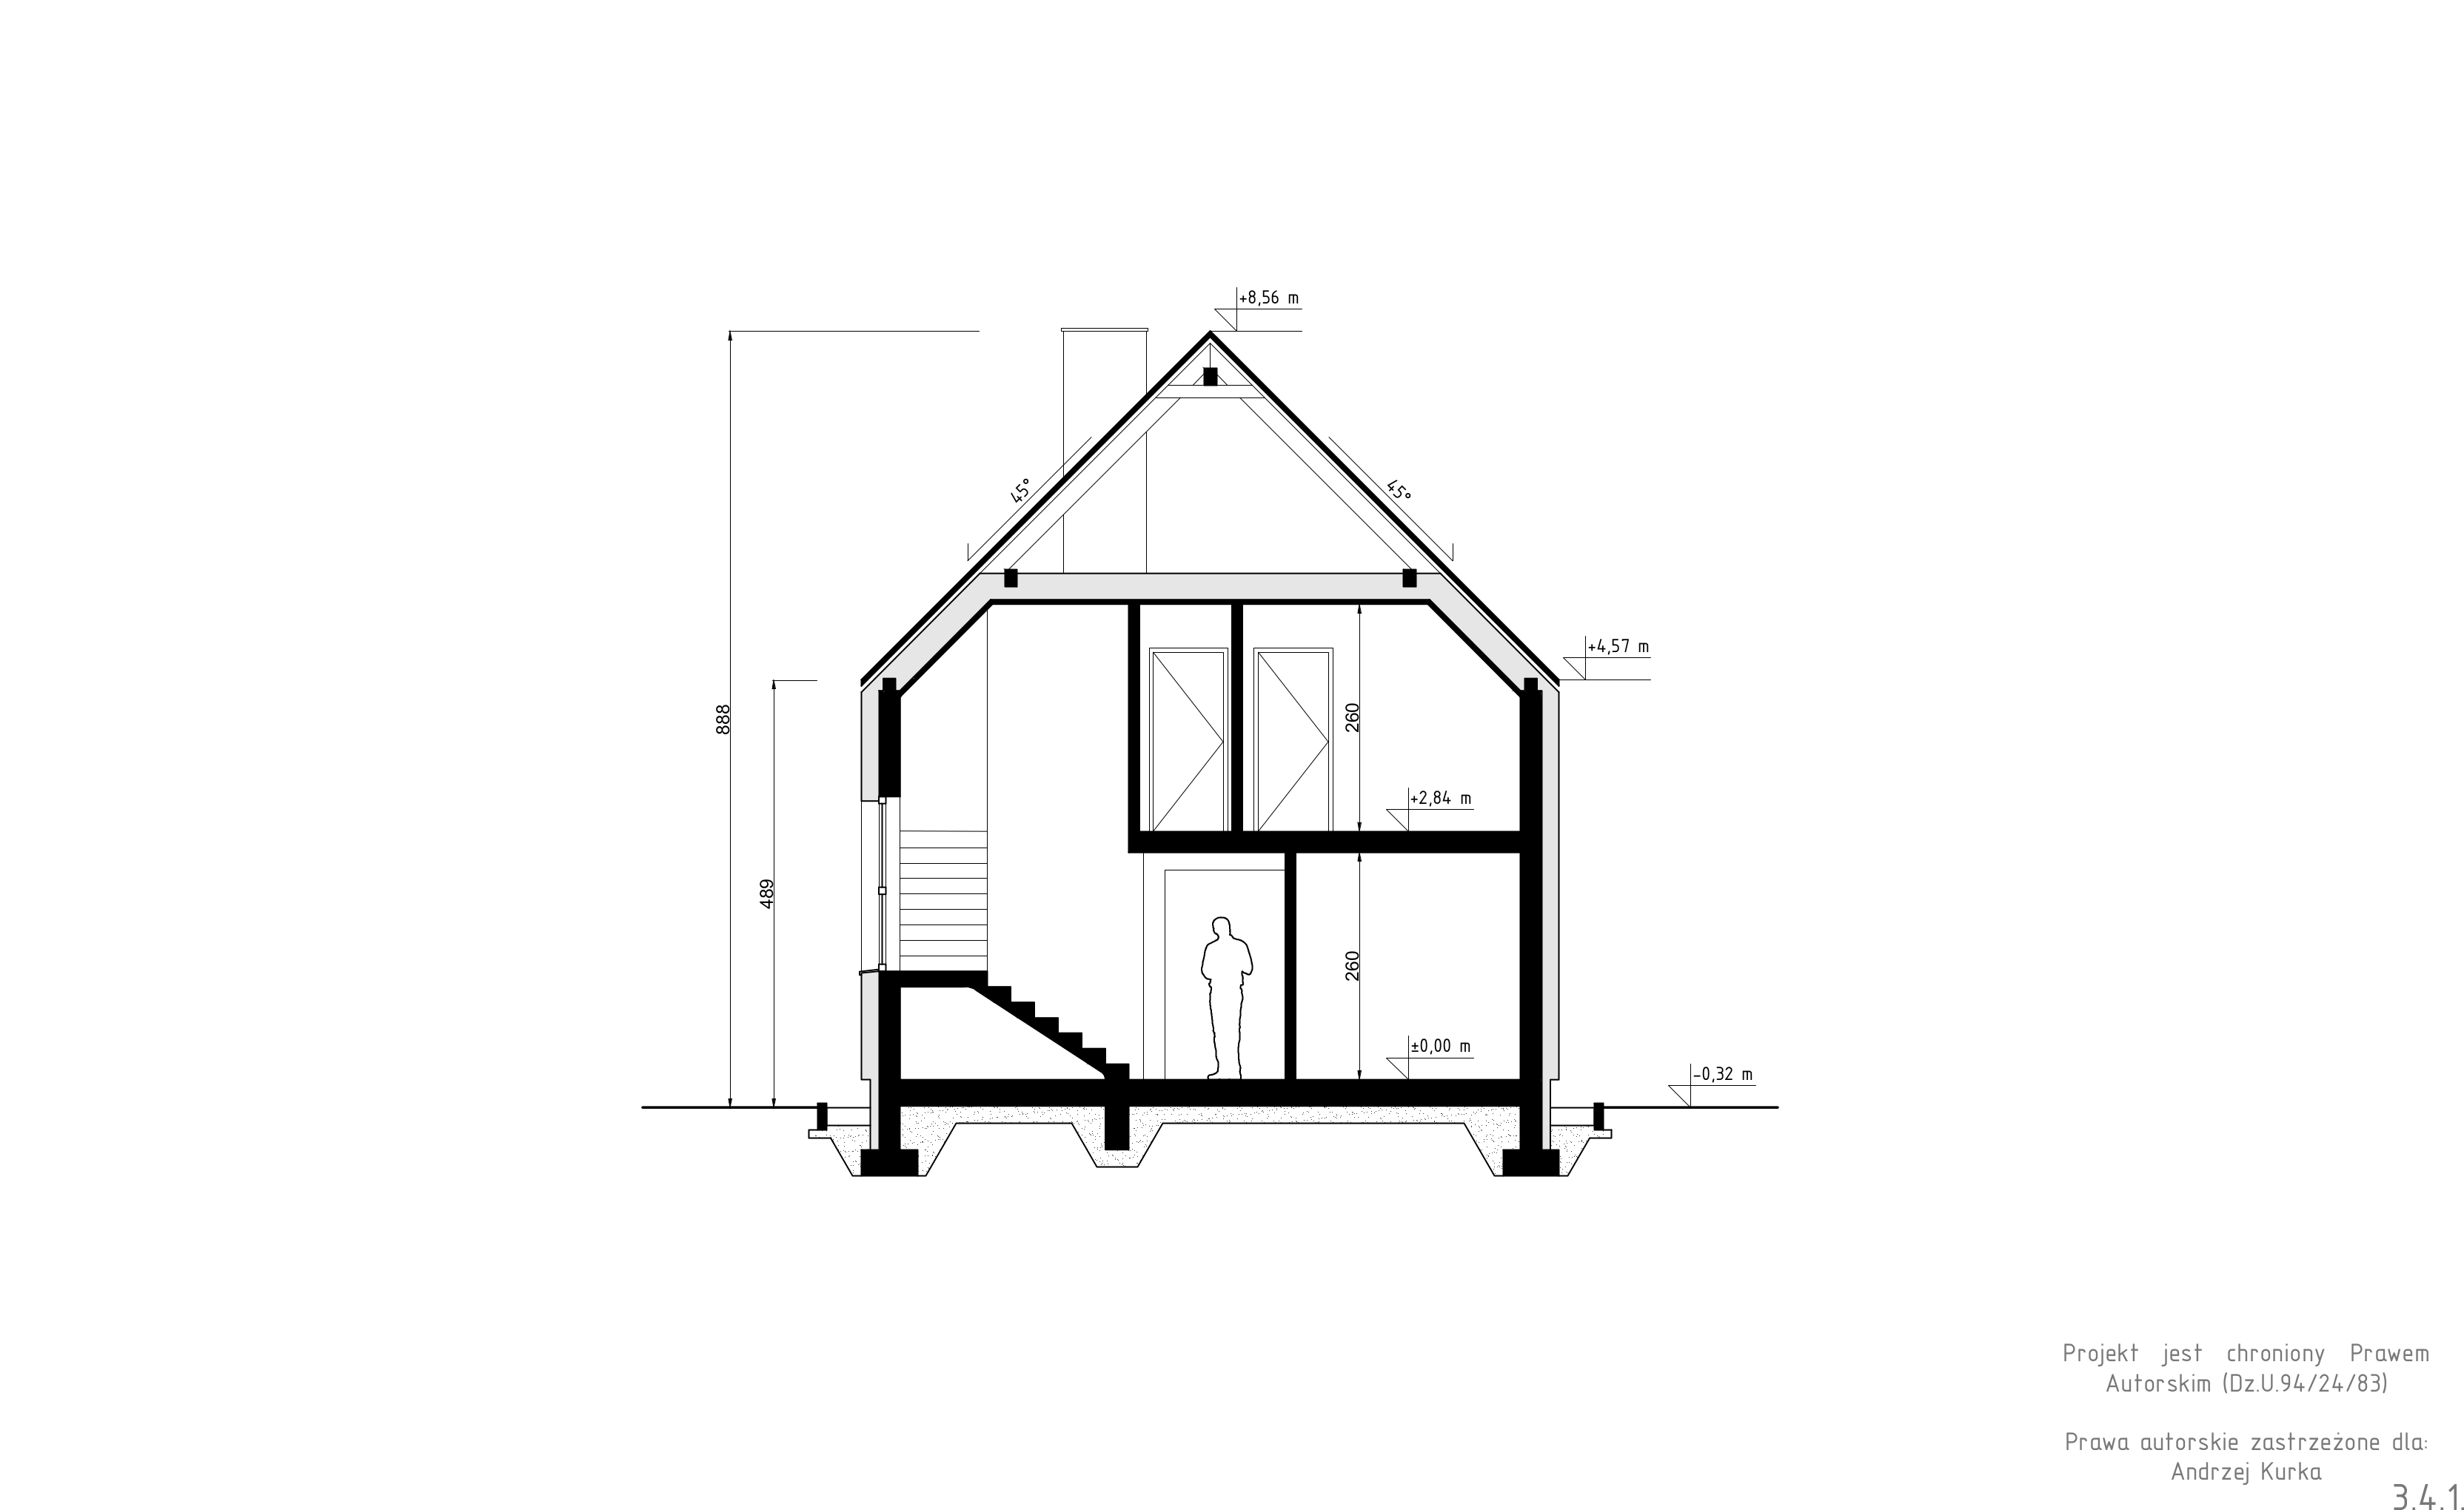 +8,56 m
45°
45°
+4,57 m
888
260
+2,84 m
489
260
±0,00 m
-0,32 m
Projekt jest chroniony Prawem
Autorskim (Dz.U.94/24/83)
Prawa autorskie zastrzeżone dla:
Andrzej Kurka
3.4.1